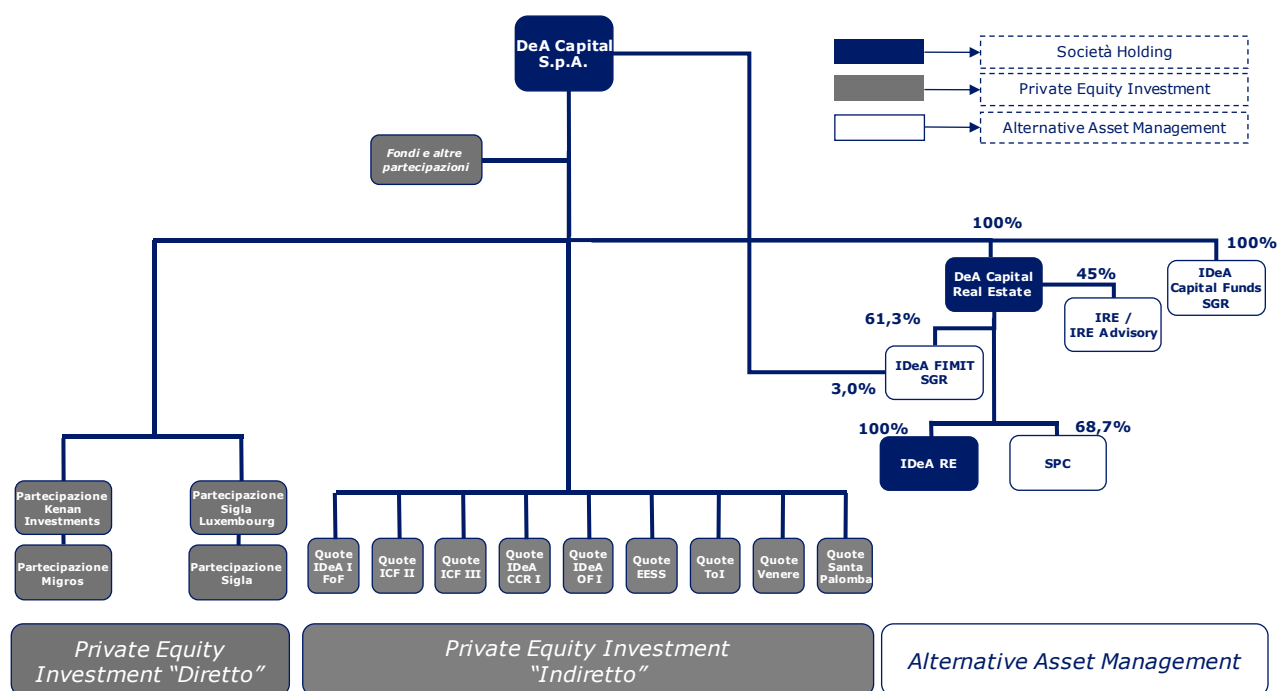 DeA Capital
S.p.A.
Società Holding
Private Equity Investment
Alternative Asset Management
Fondi e altre
partecipazioni
100%
100%
DeA Capital
Real Estate
45%
IDeA
Capital Funds
SGR
61,3%
IRE /
IRE Advisory
IDeA FIMIT
SGR
3,0%
100%
68,7%
IDeA RE
SPC
Partecipazione
Kenan
Investments
Partecipazione
Sigla
Luxembourg
Partecipazione
Migros
Partecipazione
Sigla
Quote
IDeA I
FoF
Quote
ICF II
Quote
ICF III
Quote
IDeA
CCR I
Quote
IDeA
OF I
Quote
EESS
Quote
ToI
Quote
Venere
Quote
Santa
Palomba
Private Equity
Investment “Diretto”
Private Equity Investment
“Indiretto”
Alternative Asset Management